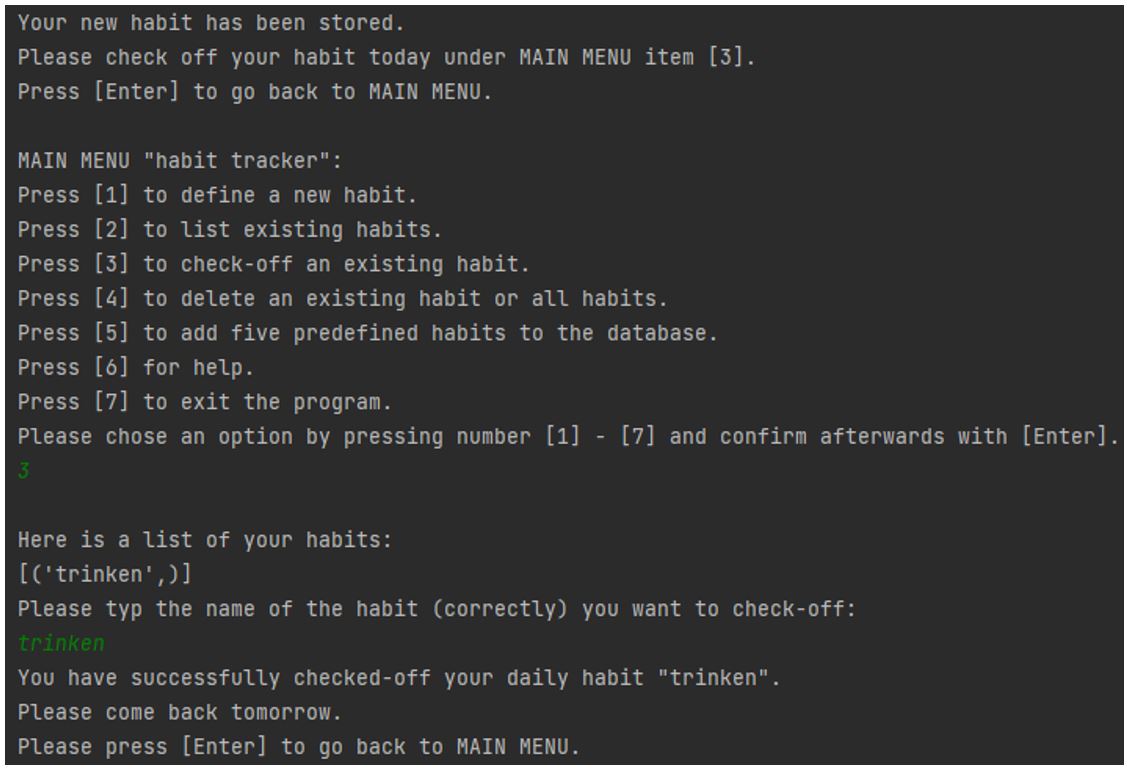 Your new habit has been stored.
Please check off your habit today under MAIN MENU item [3].
Press [Enter] to go back to MAIN MENU.
MAIN MENU "habit tracker":
Press [1] to define a new habit.
Press [2] to list existing habits.
Press [3] to check-off an existing habit.
Press [4] to delete an existing habit or all habits.
Press [5] to add five predefined habits to the database.
Press [6] for help.
Press [7] to exit the program.
Please chose an option by pressing number [1] - [7] and confirm afterwards with [Enter].
3
Here is a list of your habits:
[('trinken',)]
Please typ the name of the habit (correctly) you want to check-off:
trinken
You have successfully checked-off your daily habit "trinken".
Please come back tomorrow.
Please press [Enter] to go back to MAIN MENU.